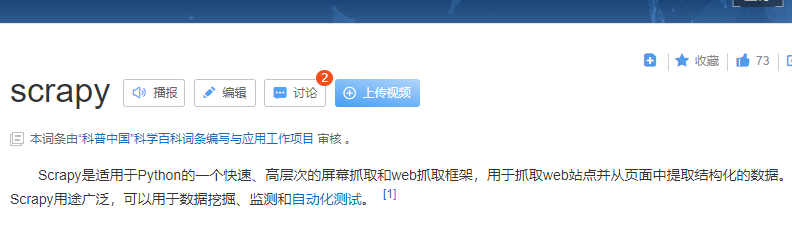 收藏 73
scrapy 播报 编辑 讨论 2 上传视频
本词条由“科普中国”科学百科词条编写与应用工作项目 审核 。
Scrapy是适用于Python的一个快速、高层次的屏幕抓取和web抓取框架，用于抓取web站点并从页面中提取结构化的数据。
Scrapy用途广泛，可以用于数据挖掘、监测和自动化测试。 [1]